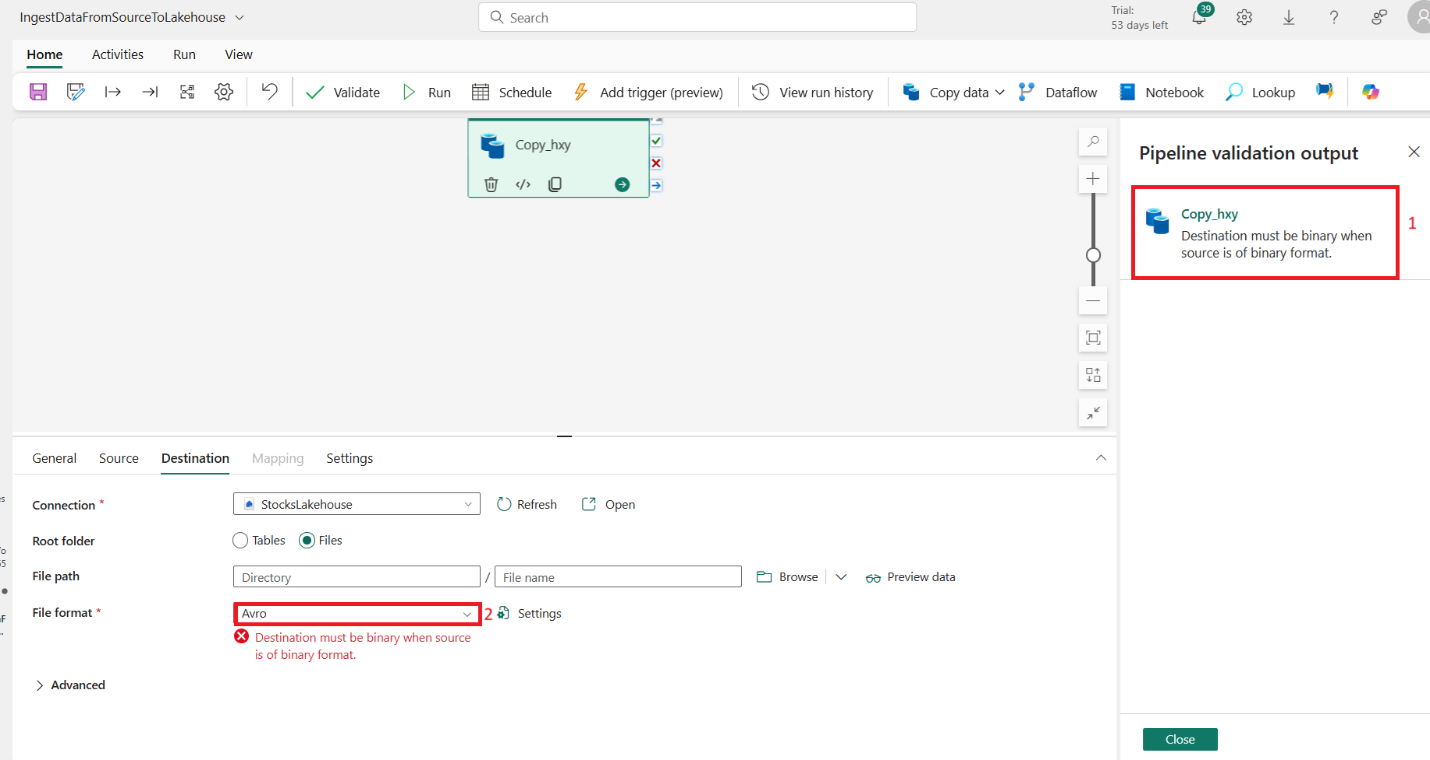 IngestDataFromSourceToLakehouse
Search
Trial:
53 days left
39
Home Activities Run View
Validate Run Schedule Add trigger (preview) View run history Copy data Dataflow Notebook Lookup
Copy_hxy
Pipeline validation output
Copy_hxy
Destination must be binary when
source is of binary format.
1
General Source Destination Mapping Settings
Connection * StocksLakehouse Refresh Open
Root folder Tables Files
File path Directory / File name Browse Preview data
File format * Avro 2 Settings
Destination must be binary when source
is of binary format.
Advanced
Close